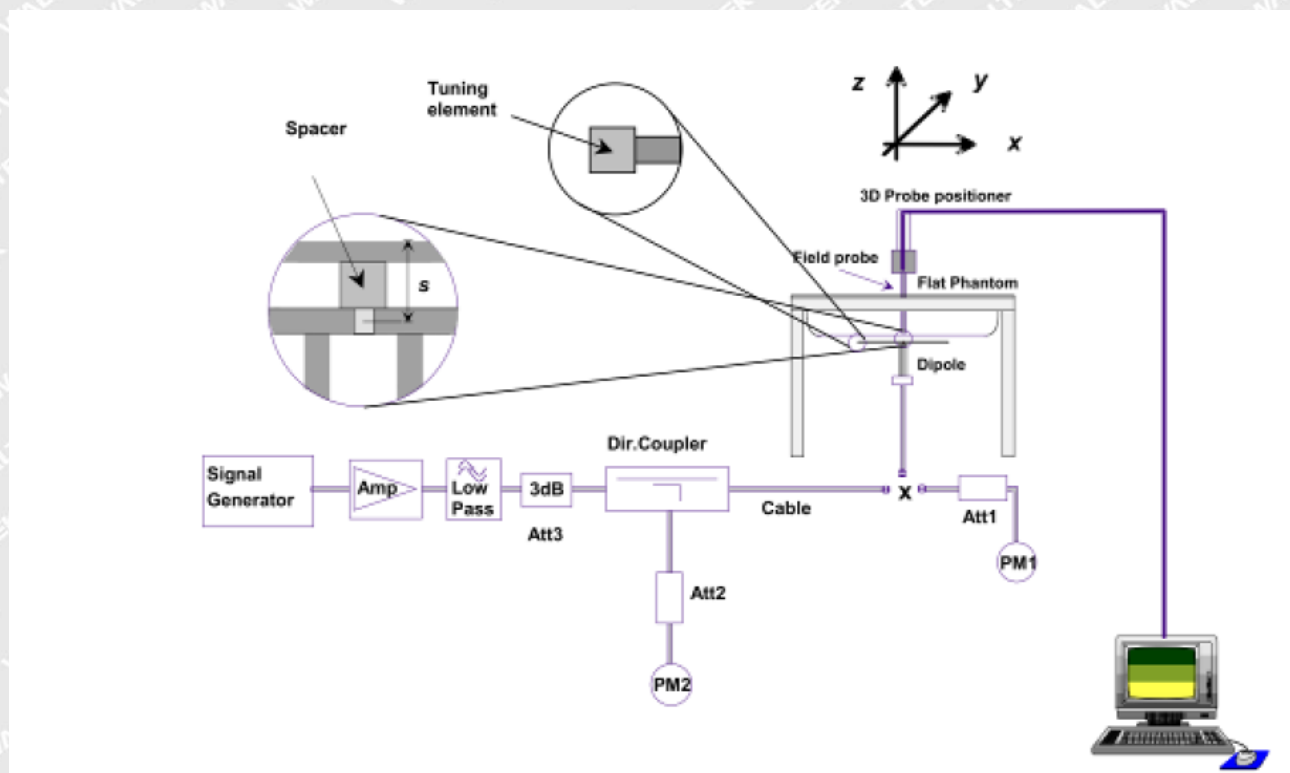 Tuning
element
Spacer
z
y
x
3D Probe positioner
Field probe
Flat Phantom
s
Dipole
Dir.Coupler
Signal
Generator
Amp
Low
Pass
3dB
Att3
Cable
x
Att1
PM1
Att2
PM2